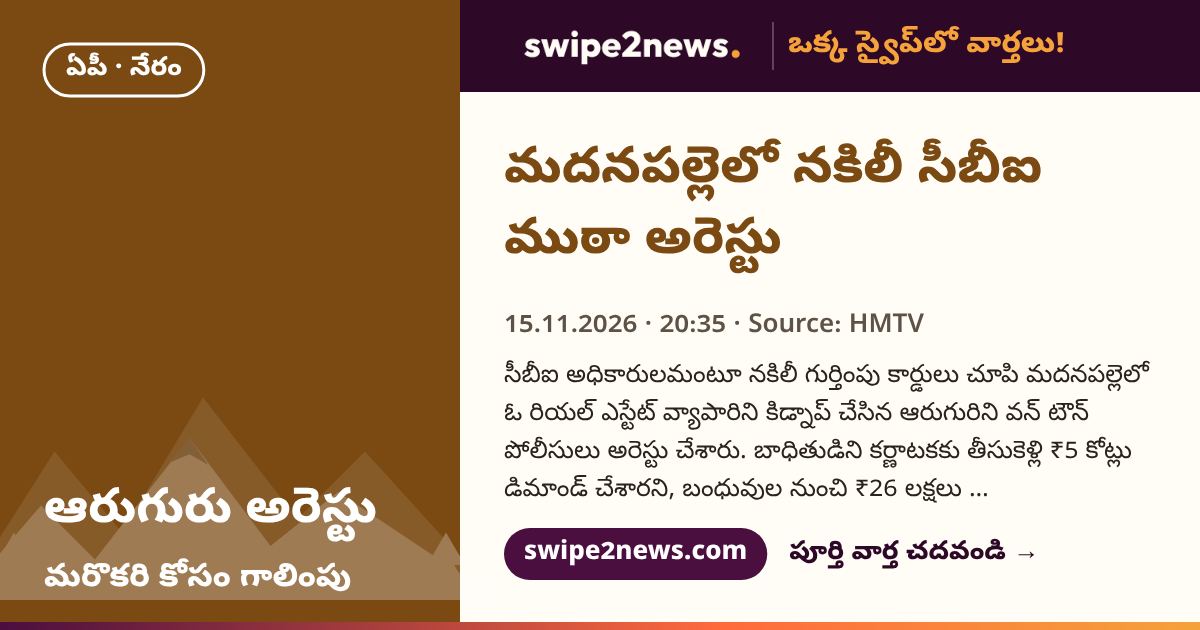 ఏపీ · నేరం
ఆరుగురు అరెస్టు
మరొకరి కోసం గాలింపు
swipe2news.
ఒక్క స్వైప్‌లో వార్తలు!
మదనపల్లెలో నకిలీ సీబీఐ
ముఠా అరెస్టు
15.11.2026 · 20:35 · Source: HMTV
సీబీఐ అధికారులమంటూ నకిలీ గుర్తింపు కార్డులు చూపి మదనపల్లెలో
ఓ రియల్ ఎస్టేట్ వ్యాపారిని కిడ్నాప్ చేసిన ఆరుగురిని వన్ టౌన్
పోలీసులు అరెస్టు చేశారు. బాధితుడిని కర్ణాటకకు తీసుకెళ్లి ₹5 కోట్లు
డిమాండ్ చేశారని, బంధువుల నుంచి ₹26 లక్షలు ...
swipe2news.com
పూర్తి వార్త చదవండి →